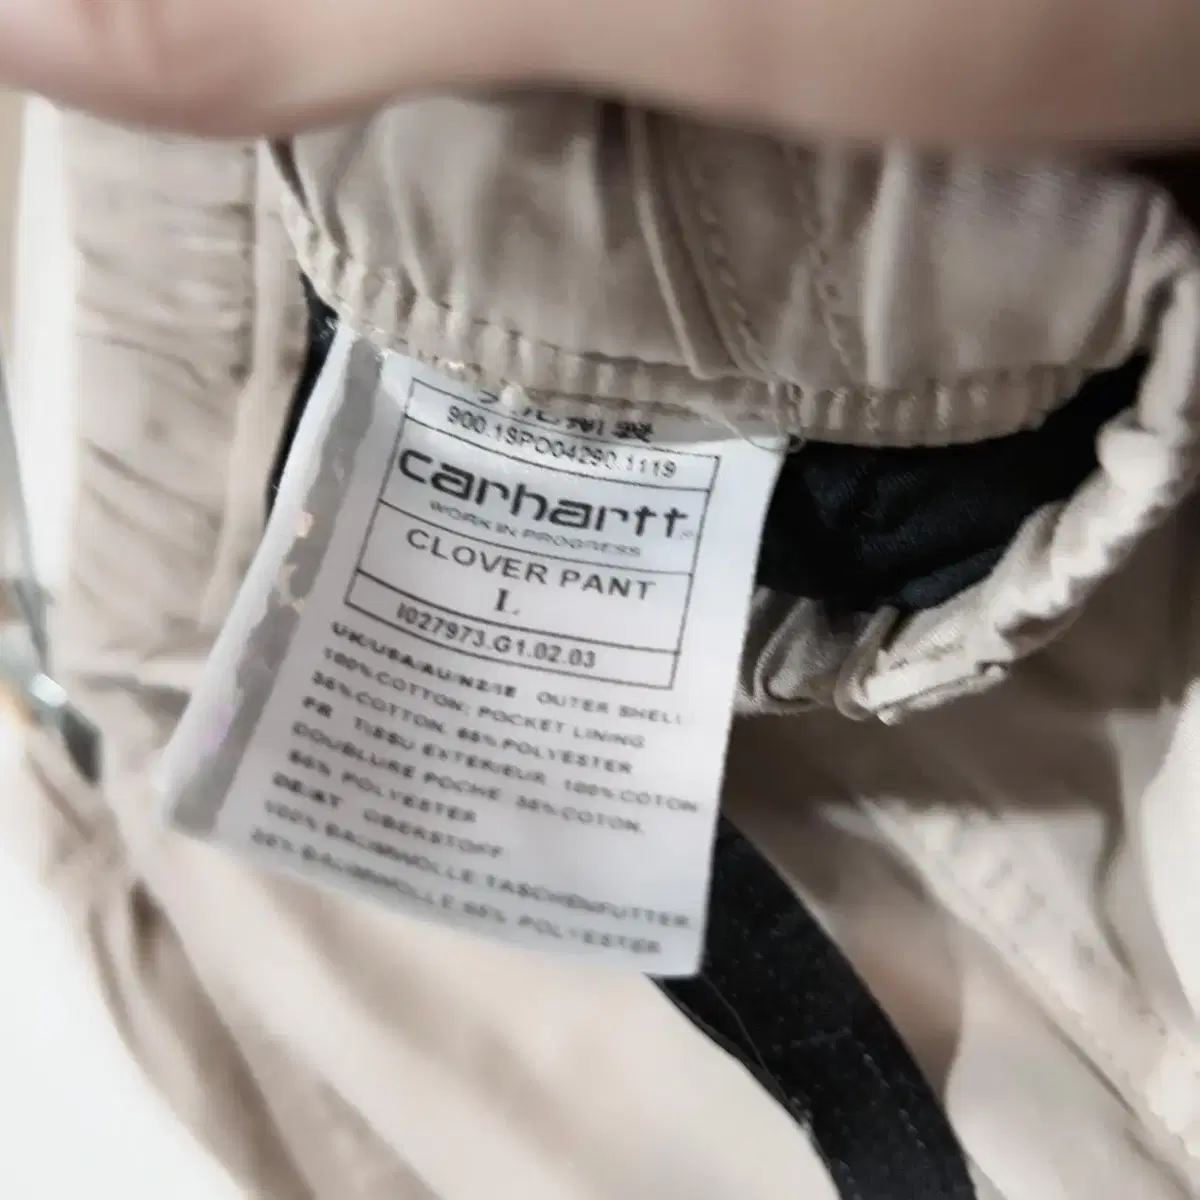 900.1SPO04290.1119
carhartt
WORK IN PROGRESS
CLOVER PANT
L
I027973.G1.02.03
UK/USA/AU/NZ/IE OUTER SHELL:
100% COTTON; POCKET LINING
35% COTTON, 65% POLYESTER
FR TISSU EXTERIEUR 100% COTON
DOUBLURE POCHE 35% COTON,
65% POLYESTER
DE/AT OBERSTOFF
100% BAUMWOLLE;TASCHENFUTTER
35% BAUMWOLLE,65% POLYESTER